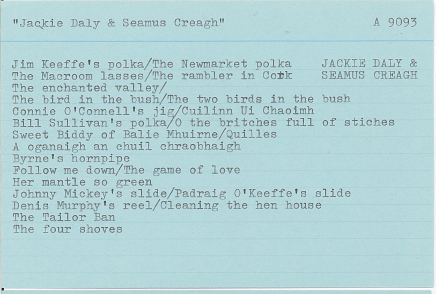 "Jackie Daly & Seamus Creagh" A 9093
Jim Keeffe's polka/The Newmarket polka JACKIE DALY &
The Macroom lasses/The rambler in Cork SEAMUS CREAGH
The enchanted valley/
The bird in the bush/The two birds in the bush
Connie O'Connell's jig/Cuilinn Ui Chaoimh
Bill Sullivan's polka/O the britches full of stiches
Sweet Biddy of Balie Mhuirne/Quilles
A oganaigh an chuil chraobhaigh
Byrne's hornpipe
Follow me down/The game of love
Her mantle so green
Johnny Mickey's slide/Padraig O'Keeffe's slide
Denis Murphy's reel/Cleaning the hen house
The Tailor Ban
The four shoves